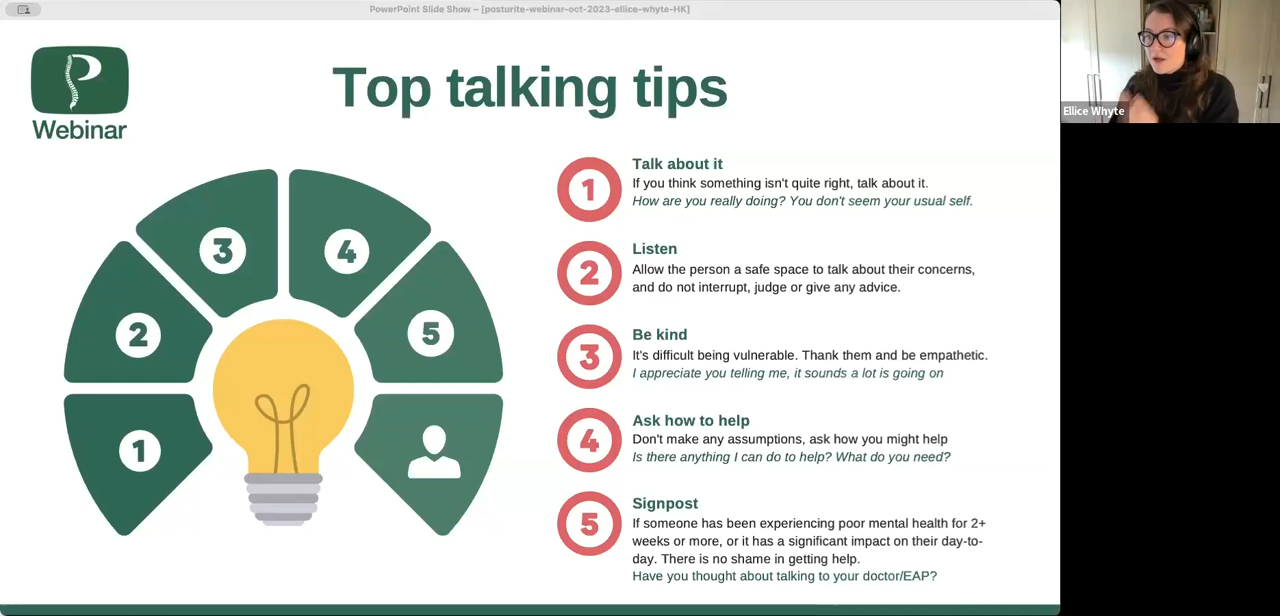 PowerPoint Slide Show – [posturite-webinar-oct-2023-ellice-whyte-HK]
Webinar
Top talking tips
Ellice Whyte
1
2
3
4
5
1
Talk about it
If you think something isn't quite right, talk about it.
How are you really doing? You don't seem your usual self.
2
Listen
Allow the person a safe space to talk about their concerns,
and do not interrupt, judge or give any advice.
3
Be kind
It's difficult being vulnerable. Thank them and be empathetic.
I appreciate you telling me, it sounds a lot is going on
4
Ask how to help
Don't make any assumptions, ask how you might help
Is there anything I can do to help? What do you need?
5
Signpost
If someone has been experiencing poor mental health for 2+
weeks or more, or it has a significant impact on their day-to-
day. There is no shame in getting help.
Have you thought about talking to your doctor/EAP?